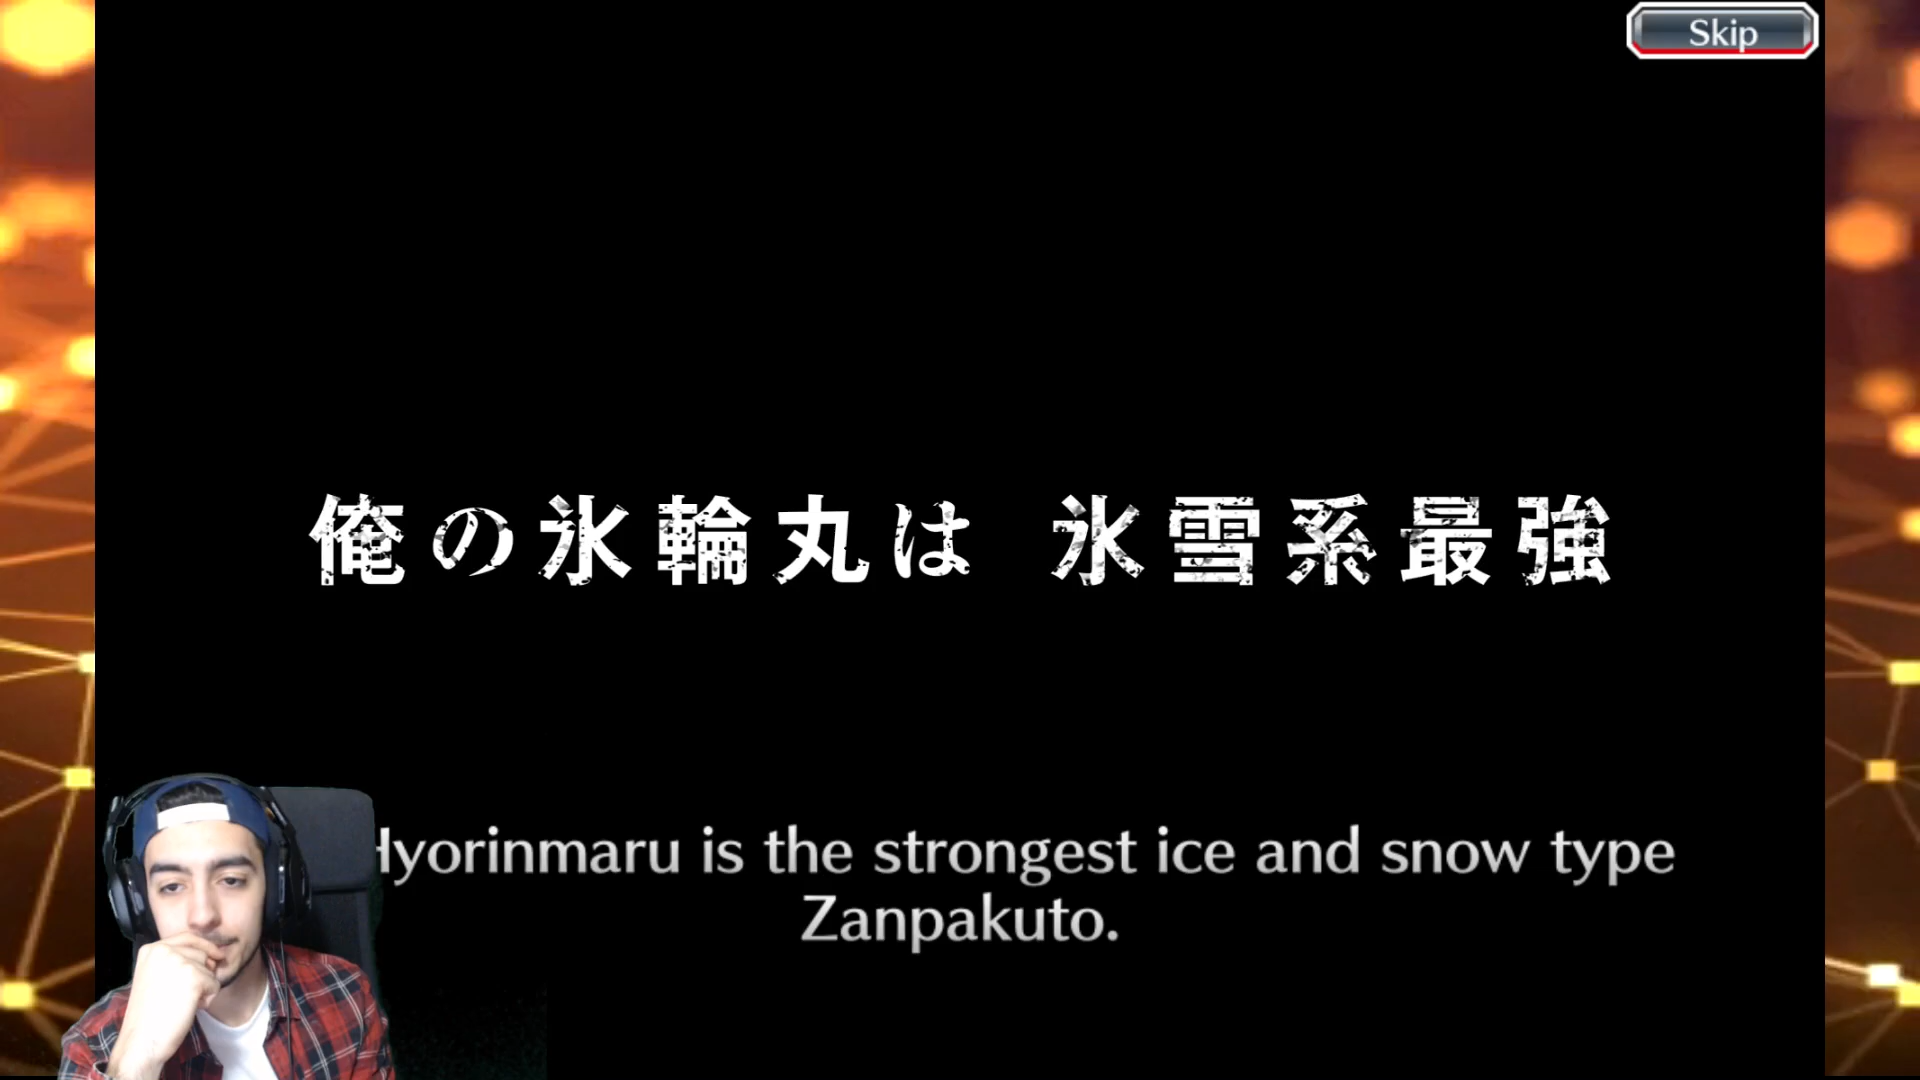 Skip
俺の氷輪丸は 氷雪系最強
Hyorinmaru is the strongest ice and snow type
Zanpakuto.